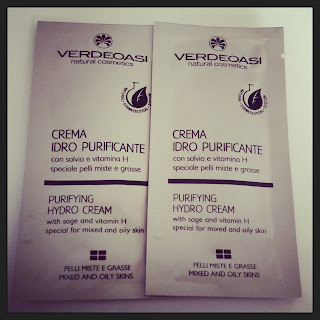 VERDEOASI
natural cosmetics
CREMA
IDRO PURIFICANTE
con salvia e vitamina H
speciale pelli miste e grasse
PURIFYING
HYDRO CREAM
with sage and vitamin H
special for mixed and oily skin
PELLI MISTE E GRASSE
MIXED AND OILY SKINS
VERDEOASI
natural cosmetics
CREMA
IDRO PURIFICANTE
con salvia e vitamina H
speciale pelli miste e grasse
PURIFYING
HYDRO CREAM
with sage and vitamin H
special for mixed and oily skin
PELLI MISTE E GRASSE
MIXED AND OILY SKINS